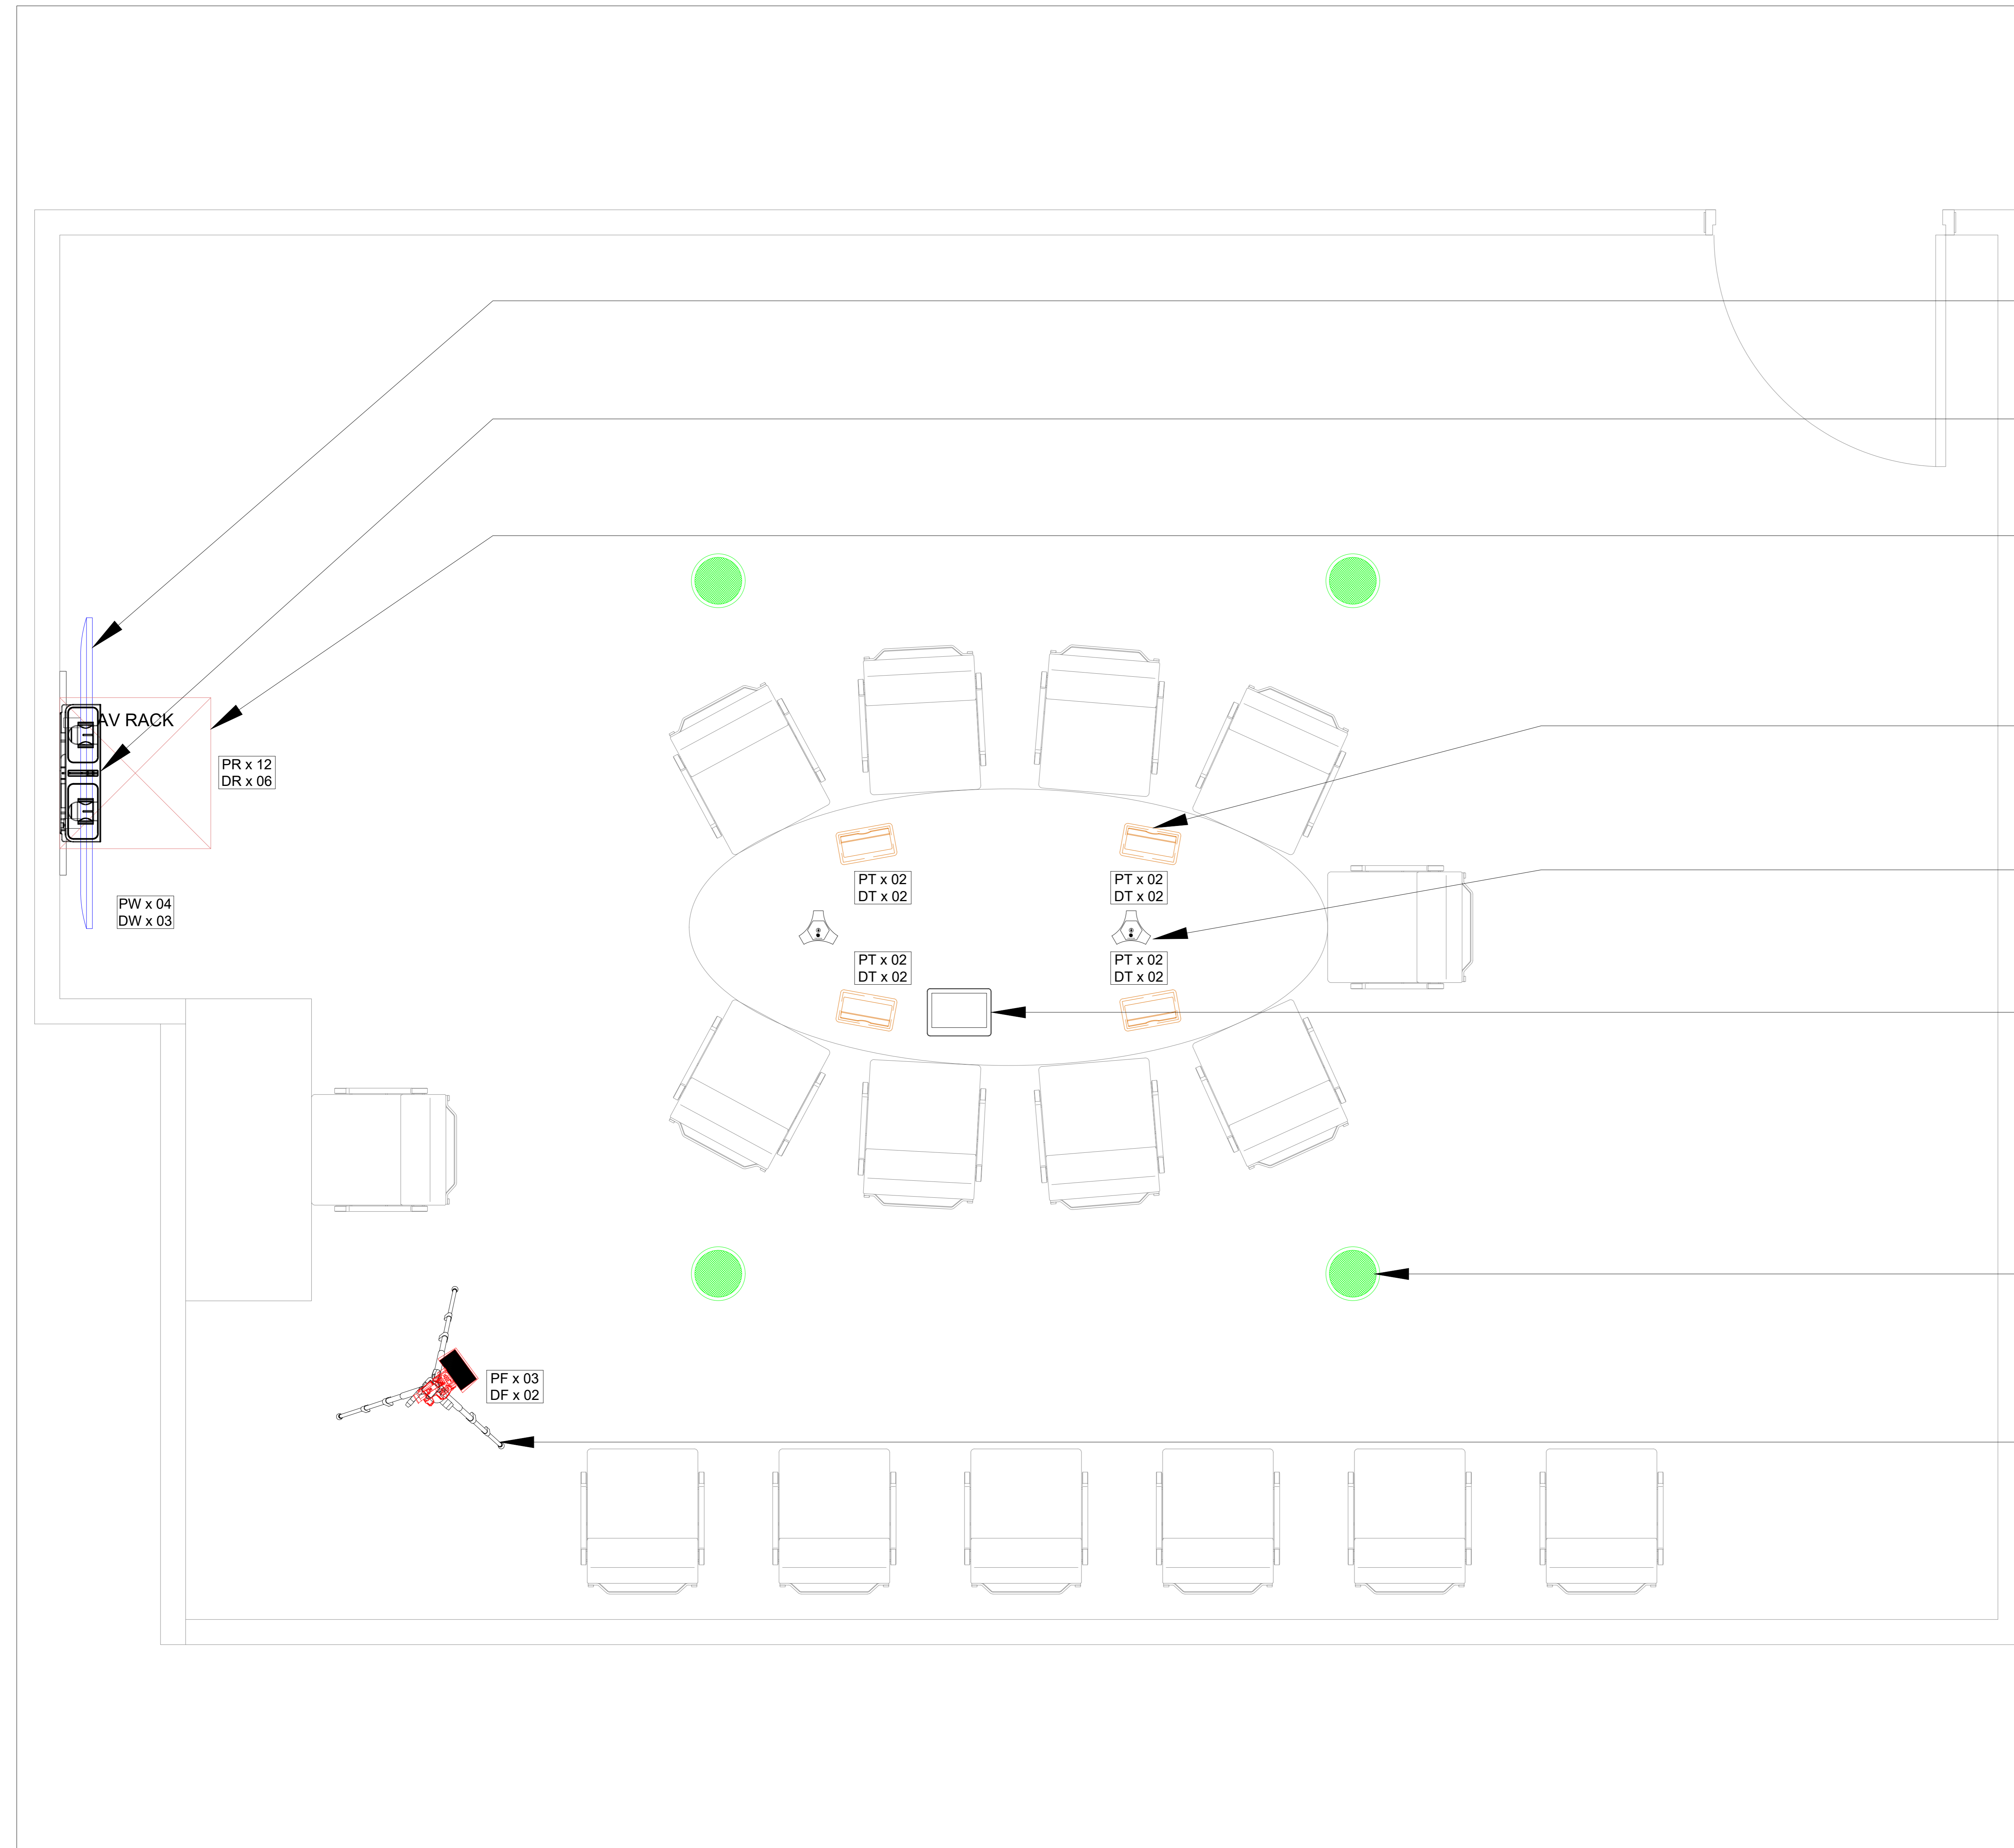 AV RACK
PR x 12
DR x 06
PW x 04
DW x 03
PT x 02
DT x 02
PT x 02
DT x 02
PT x 02
DT x 02
PT x 02
DT x 02
PF x 03
DF x 02